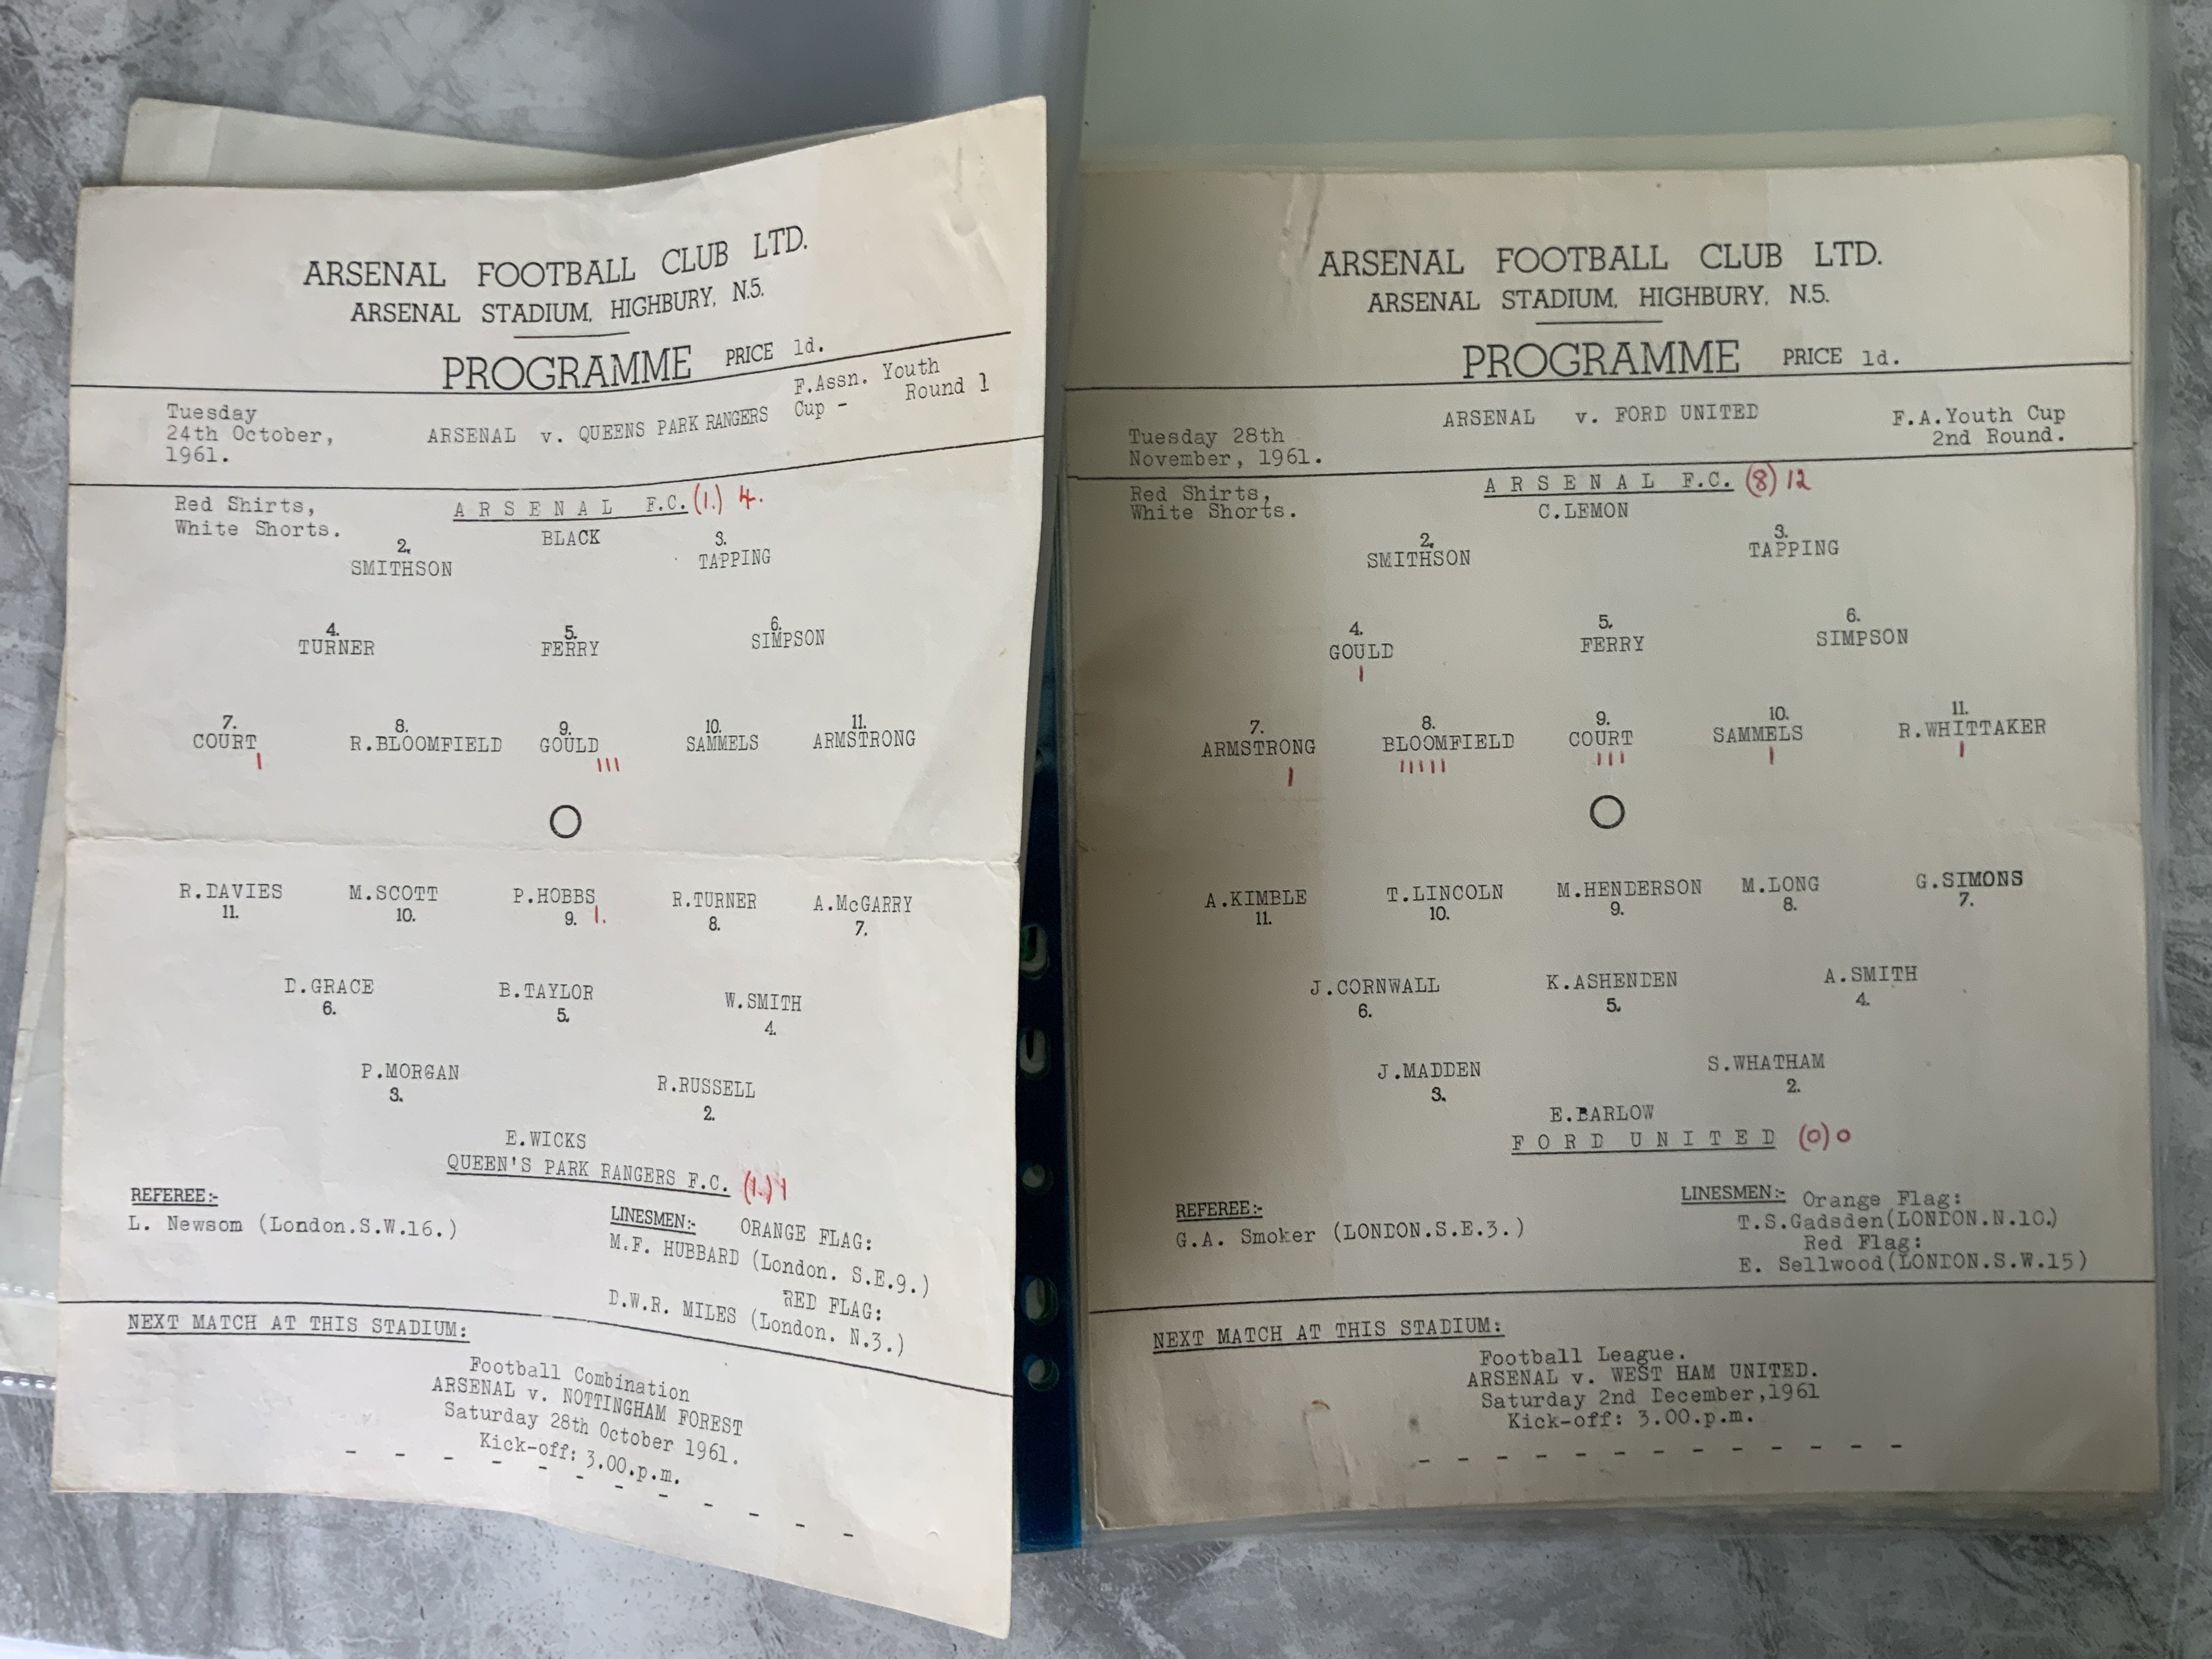 ARSENAL FOOTBALL CLUB LTD.
ARSENAL STADIUM, HIGHBURY, N.5.
PROGRAMME PRICE 1d.
Tuesday
24th October,
1961.
ARSENAL v. QUEENS PARK RANGERS
F.Assn. Youth
Cup - Round 1
Red Shirts,
White Shorts.
ARSENAL F.C. (1.) 4.
BLACK
2. 3.
SMITHSON TAPPING
4. 5. 6.
TURNER FERRY SIMPSON
7. 8. 9. 10. 11.
COURT R.BLOOMFIELD GOULD SAMMELS ARMSTRONG
I III
R.DAVIES M.SCOTT P.HOBBS R.TURNER A.McGARRY
11. 10. 9. 1. 8. 7.
D.GRACE B.TAYLOR W.SMITH
6. 5. 4.
P.MORGAN R.RUSSELL
3. 2.
E.WICKS
QUEEN'S PARK RANGERS F.C. (1.) 1
REFEREE:-
L. Newsom (London.S.W.16.)
LINESMEN:- ORANGE FLAG:
M.F. HUBBARD (London. S.E.9.)
RED FLAG:
D.W.R. MILES (London. N.3.)
NEXT MATCH AT THIS STADIUM:
Football Combination
ARSENAL v. NOTTINGHAM FOREST
Saturday 28th October 1961.
Kick-off: 3.00.p.m.
- - - - - - - - - - -
ARSENAL FOOTBALL CLUB LTD.
ARSENAL STADIUM, HIGHBURY, N.5.
PROGRAMME PRICE 1d.
Tuesday 28th
November, 1961.
ARSENAL v. FORD UNITED
F.A.Youth Cup
2nd Round.
Red Shirts,
White Shorts.
ARSENAL F.C. (8) 12
C.LEMON
2. 3.
SMITHSON TAPPING
4. 5. 6.
GOULD FERRY SIMPSON
I
7. 8. 9. 10. 11.
ARMSTRONG BLOOMFIELD COURT SAMMELS R.WHITTAKER
I IIIII III I I
A.KIMBLE T.LINCOLN M.HENDERSON M.LONG G.SIMONS
11. 10. 9. 8. 7.
J.CORNWALL K.ASHENDEN A.SMITH
6. 5. 4.
J.MADDEN S.WHATHAM
3. 2.
E.BARLOW
FORD UNITED (0) 0
REFEREE:-
G.A. Smoker (LONDON.S.E.3.)
LINESMEN:- Orange Flag:
T.S.Gadsden(LONDON.N.10.)
Red Flag:
E. Sellwood(LONDON.S.W.15)
NEXT MATCH AT THIS STADIUM:
Football League.
ARSENAL v. WEST HAM UNITED.
Saturday 2nd December,1961
Kick-off: 3.00.p.m.
- - - - - - - - - - - - -